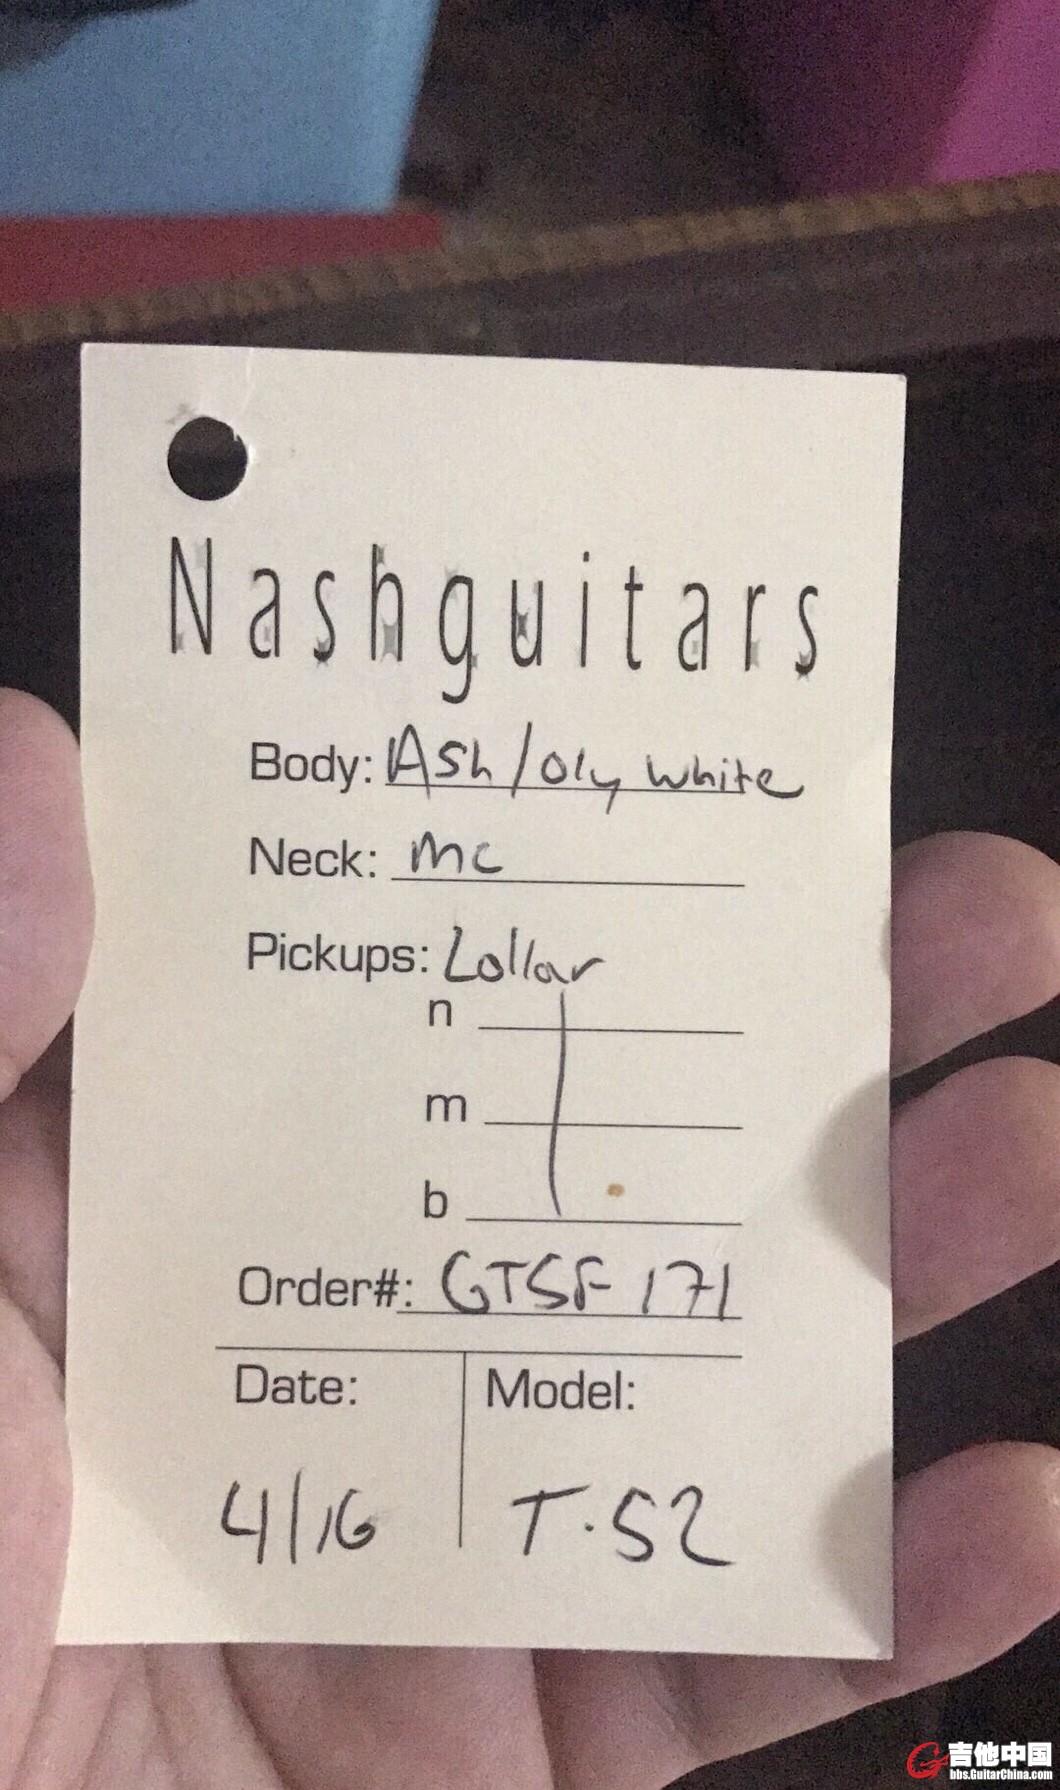 Nashguitars
Body: Ash/Oly white
Neck: mc
Pickups: Lollar
n
m
b
Order#: GTSF 171
Date: Model:
4/16 T.52
吉他中国
bbs.GuitarChina.com